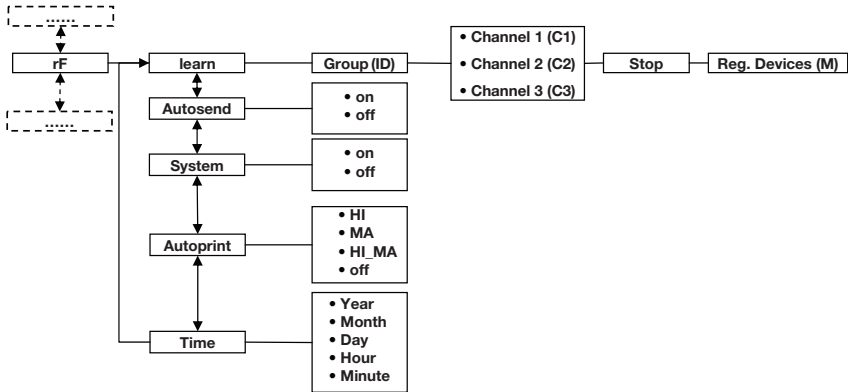 ......
rF
......
learn
Group (ID)
• Channel 1 (C1)
• Channel 2 (C2)
• Channel 3 (C3)
Stop
Reg. Devices (M)
Autosend
• on
• off
System
• on
• off
Autoprint
• HI
• MA
• HI_MA
• off
Time
• Year
• Month
• Day
• Hour
• Minute